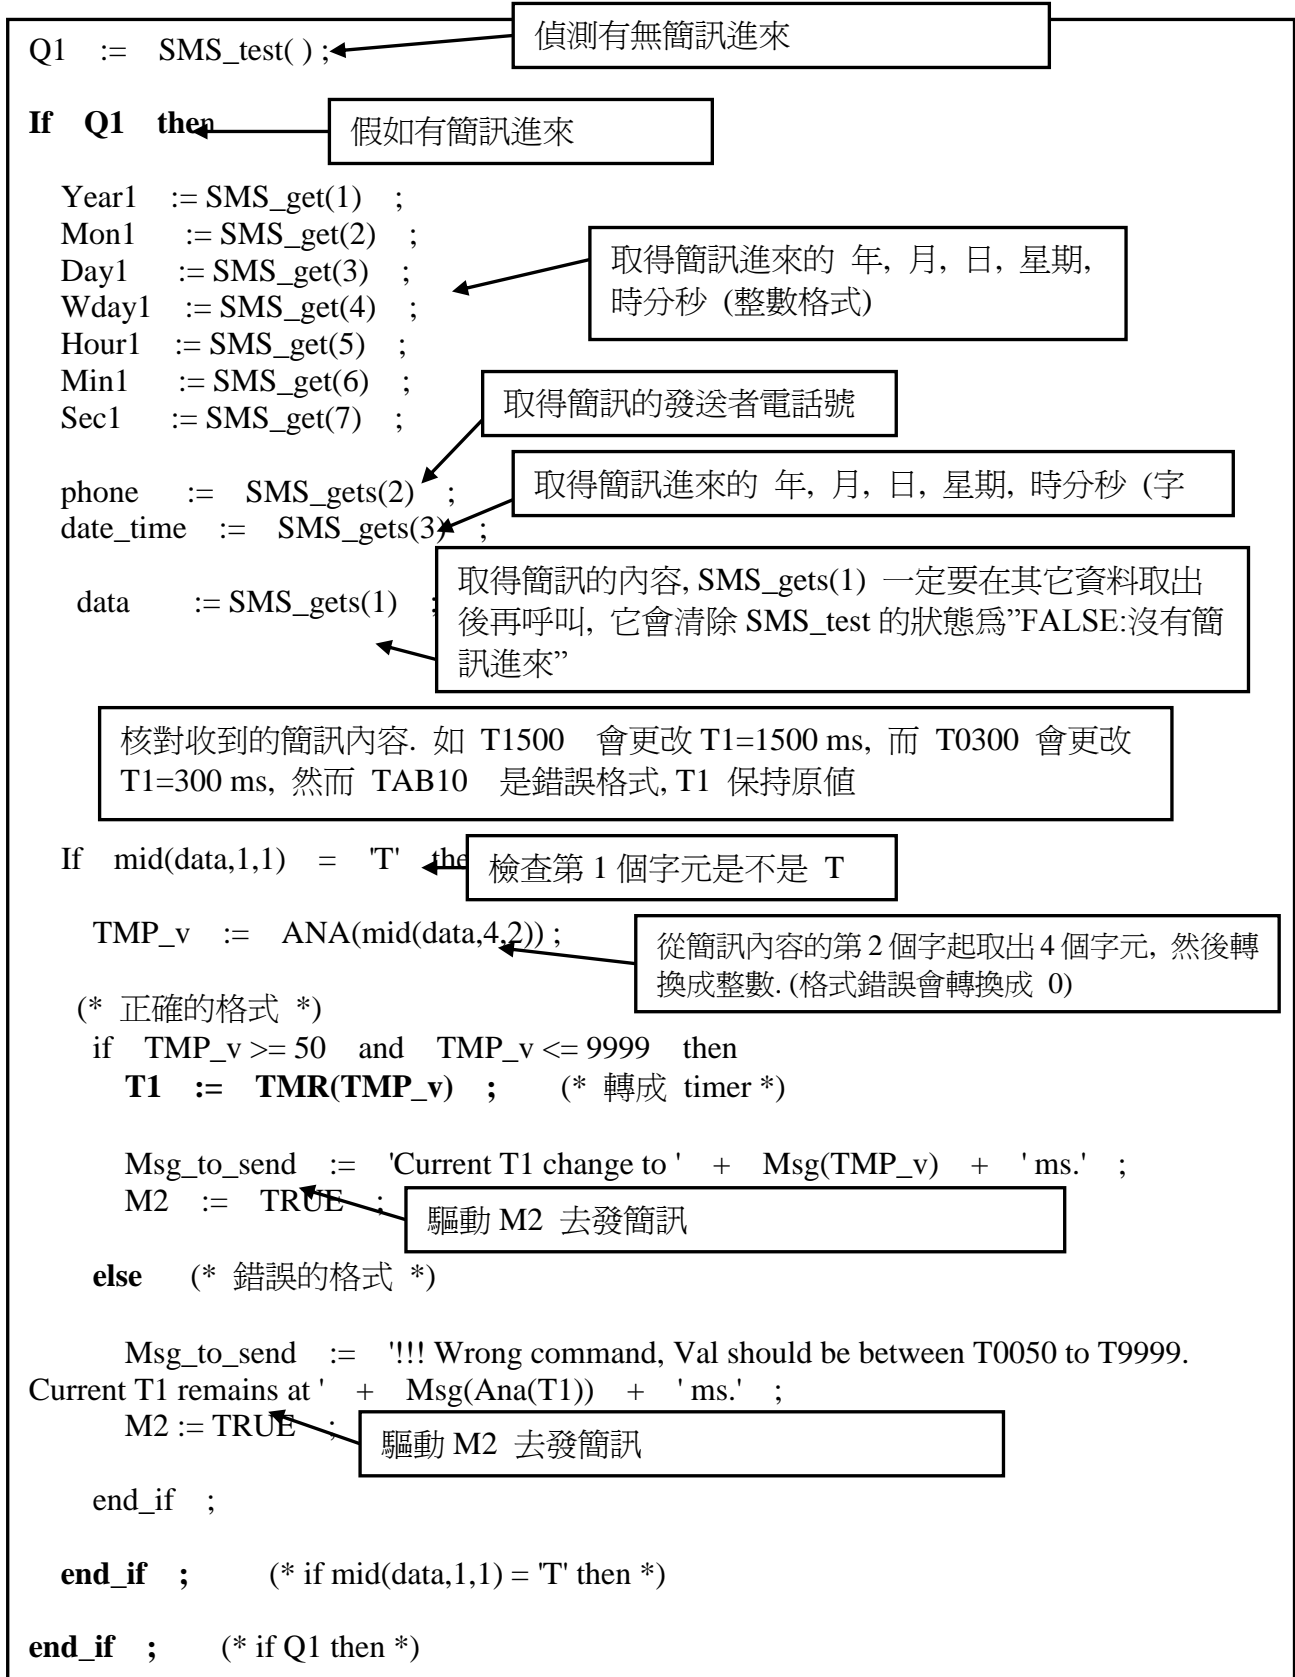 Q1 := SMS_test( ) ;
偵測有無簡訊進來
If Q1 then
假如有簡訊進來
Year1 := SMS_get(1) ;
Mon1 := SMS_get(2) ;
Day1 := SMS_get(3) ;
Wday1 := SMS_get(4) ;
Hour1 := SMS_get(5) ;
Min1 := SMS_get(6) ;
Sec1 := SMS_get(7) ;
取得簡訊進來的 年, 月, 日, 星期,
時分秒 (整數格式)
取得簡訊的發送者電話號
phone := SMS_gets(2) ;
取得簡訊進來的 年, 月, 日, 星期, 時分秒 (字
date_time := SMS_gets(3) ;
data := SMS_gets(1) ;
取得簡訊的內容, SMS_gets(1) 一定要在其它資料取出
後再呼叫, 它會清除 SMS_test 的狀態為”FALSE:沒有簡
訊進來”
核對收到的簡訊內容. 如 T1500 會更改 T1=1500 ms, 而 T0300 會更改
T1=300 ms, 然而 TAB10 是錯誤格式, T1 保持原值
If mid(data,1,1) = 'T' the
檢查第 1 個字元是不是 T
TMP_v := ANA(mid(data,4,2)) ;
從簡訊內容的第 2 個字起取出 4 個字元, 然後轉
換成整數. (格式錯誤會轉換成 0)
(* 正確的格式 *)
if TMP_v >= 50 and TMP_v <= 9999 then
T1 := TMR(TMP_v) ; (* 轉成 timer *)
Msg_to_send := 'Current T1 change to ' + Msg(TMP_v) + ' ms.' ;
M2 := TRUE ;
驅動 M2 去發簡訊
else (* 錯誤的格式 *)
Msg_to_send := '!!! Wrong command, Val should be between T0050 to T9999.
Current T1 remains at ' + Msg(Ana(T1)) + ' ms.' ;
M2 := TRUE ;
驅動 M2 去發簡訊
end_if ;
end_if ; (* if mid(data,1,1) = 'T' then *)
end_if ; (* if Q1 then *)